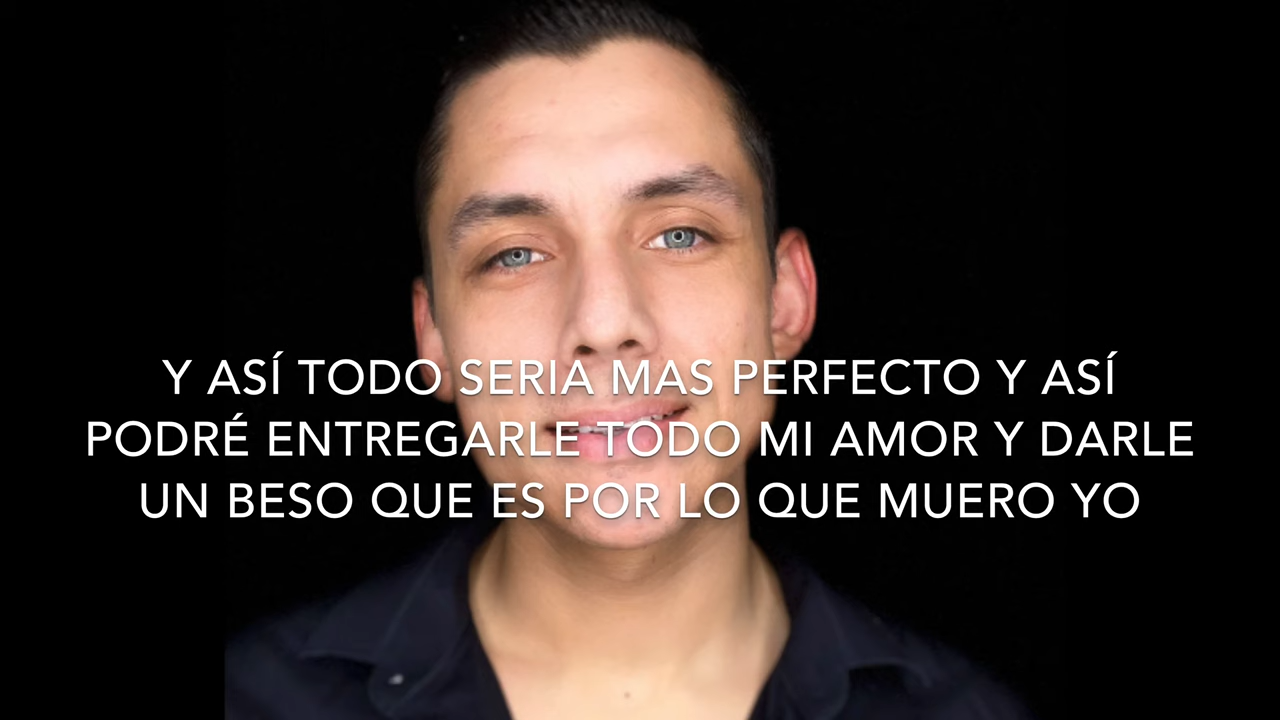 Y ASÍ TODO SERIA MAS PERFECTO Y ASÍ
PODRÉ ENTREGARLE TODO MI AMOR Y DARLE
UN BESO QUE ES POR LO QUE MUERO YO